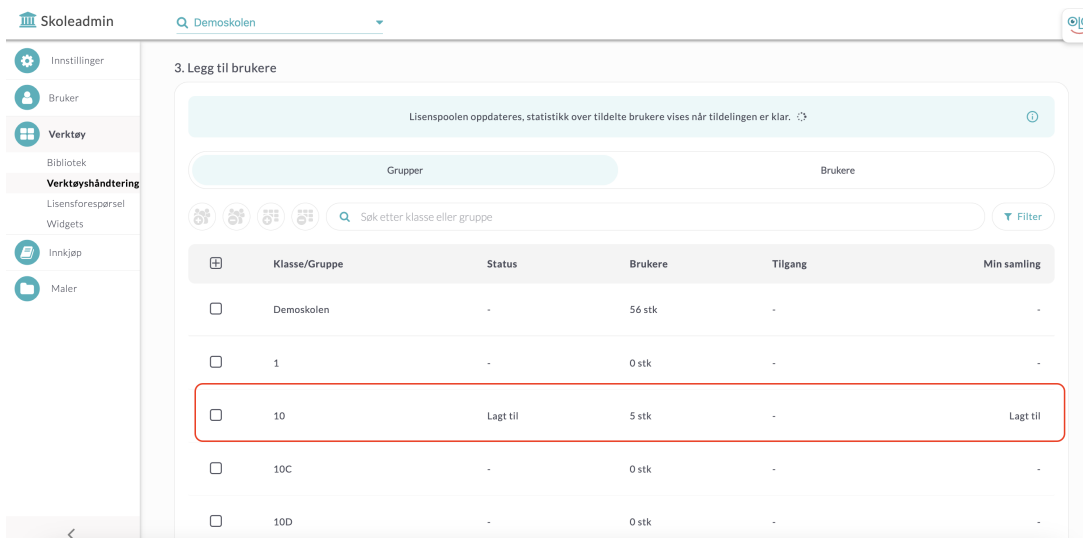 Skoleadmin
Demoskolen
Innstillinger
Bruker
Verktøy
Bibliotek
Verktøyshåndtering
Lisensforespørsel
Widgets
Innkjøp
Maler
3. Legg til brukere
Lisenspoolen oppdateres, statistikk over tildelte brukere vises når tildelingen er klar.
Grupper Brukere
Søk etter klasse eller gruppe Filter
Klasse/Gruppe Status Brukere Tilgang Min samling
Demoskolen - 56 stk - -
1 - 0 stk - -
10 Lagt til 5 stk - Lagt til
10C - 0 stk - -
10D - 0 stk - -